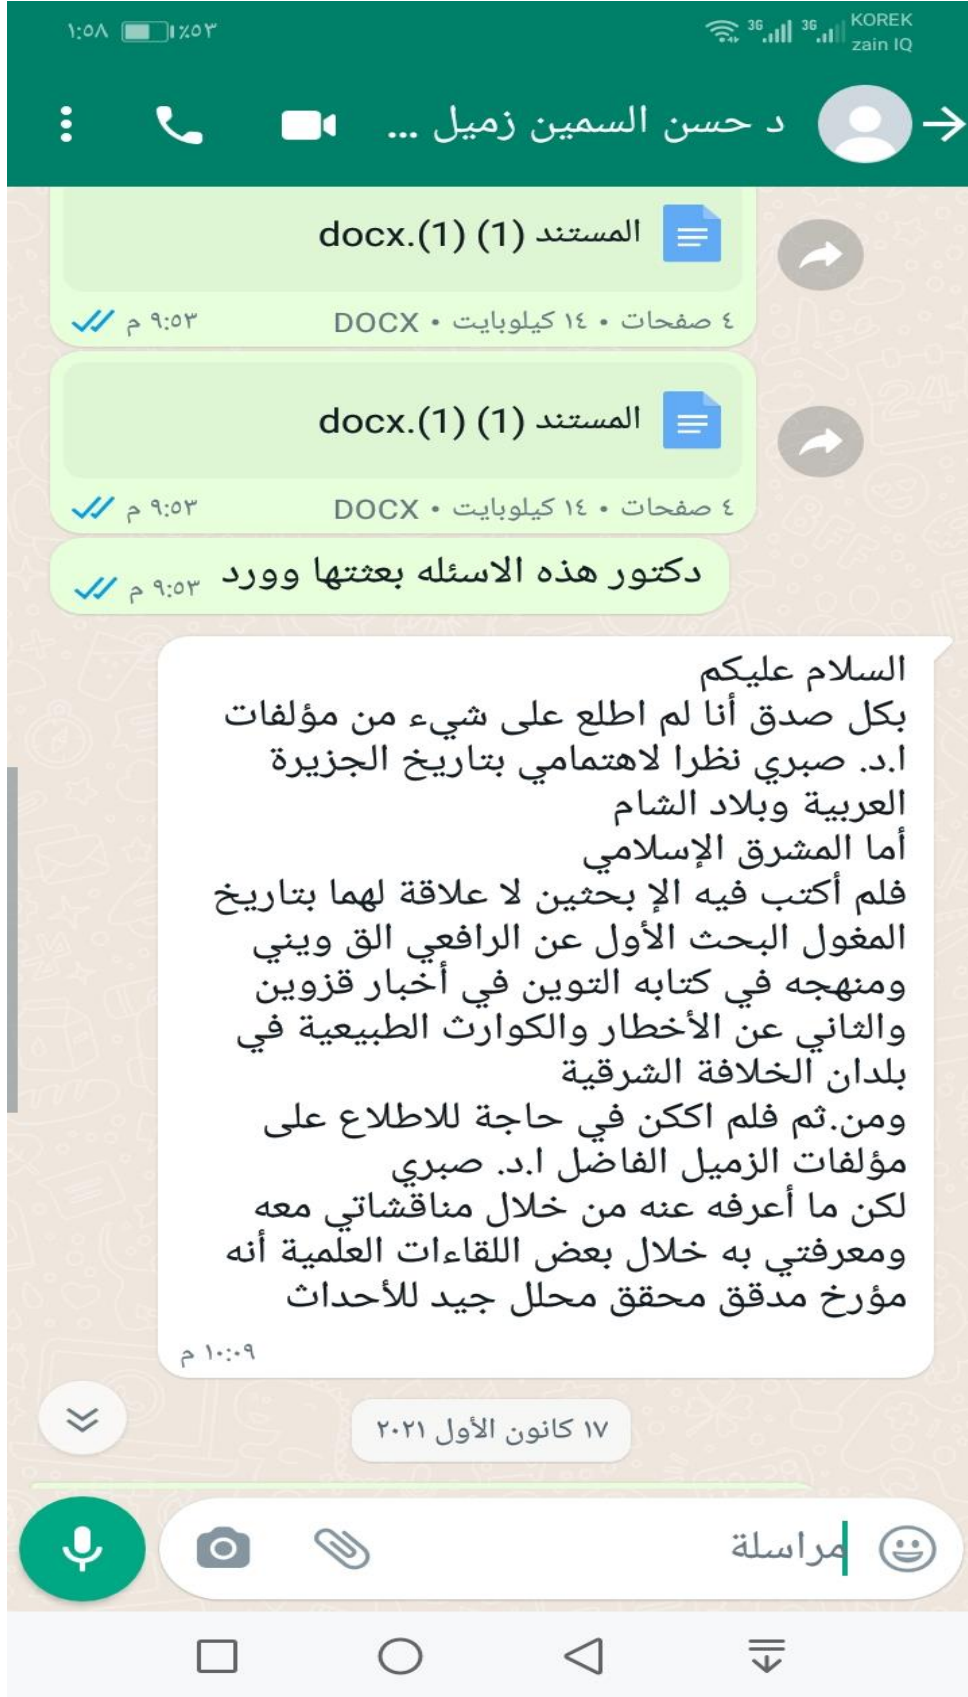 ١:٥٨
٪٥٣
3G 3G KOREK
zain IQ
د حسن السمين زميل ...
المستند (1) (1).docx
٤ صفحات • ١٤ كيلوبايت • DOCX
٩:٥٣ م
المستند (1) (1).docx
٤ صفحات • ١٤ كيلوبايت • DOCX
٩:٥٣ م
دكتور هذه الاسئله بعثتها وورد
٩:٥٣ م
السلام عليكم
بكل صدق أنا لم اطلع على شيء من مؤلفات
ا.د. صبري نظرا لاهتمامي بتاريخ الجزيرة
العربية وبلاد الشام
أما المشرق الإسلامي
فلم أكتب فيه الإ بحثين لا علاقة لهما بتاريخ
المغول البحث الأول عن الرافعي الق ويني
ومنهجه في كتابه التوين في أخبار قزوين
والثاني عن الأخطار والكوارث الطبيعية في
بلدان الخلافة الشرقية
ومن.ثم فلم اككن في حاجة للاطلاع على
مؤلفات الزميل الفاضل ا.د. صبري
لكن ما أعرفه عنه من خلال مناقشاتي معه
ومعرفتي به خلال بعض اللقاءات العلمية أنه
مؤرخ مدقق محقق محلل جيد للأحداث
١٠:٠٩ م
١٧ كانون الأول ٢٠٢١
مراسلة